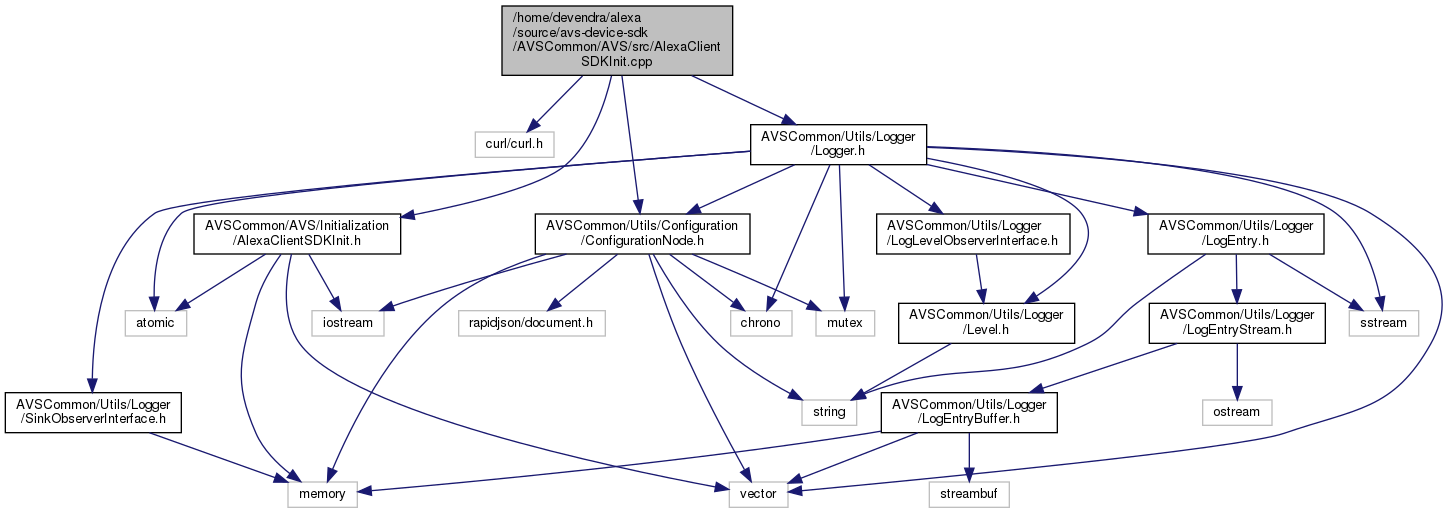 /home/devendra/alexa
/source/avs-device-sdk
/AVSCommon/AVS/src/AlexaClient
SDKInit.cpp
curl/curl.h
AVSCommon/Utils/Logger
/Logger.h
AVSCommon/AVS/Initialization
/AlexaClientSDKInit.h
AVSCommon/Utils/Configuration
/ConfigurationNode.h
AVSCommon/Utils/Logger
/LogLevelObserverInterface.h
AVSCommon/Utils/Logger
/LogEntry.h
atomic
iostream
rapidjson/document.h
chrono
mutex
AVSCommon/Utils/Logger
/Level.h
AVSCommon/Utils/Logger
/LogEntryStream.h
sstream
AVSCommon/Utils/Logger
/SinkObserverInterface.h
string
AVSCommon/Utils/Logger
/LogEntryBuffer.h
ostream
memory
vector
streambuf